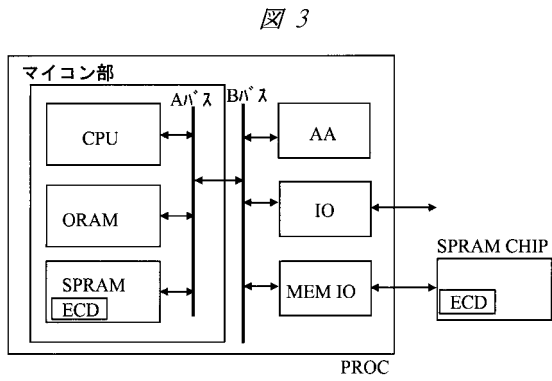 図 3
マイコン部
Aバス
Bバス
CPU
AA
ORAM
IO
SPRAM
ECD
MEM IO
SPRAM CHIP
ECD
PROC